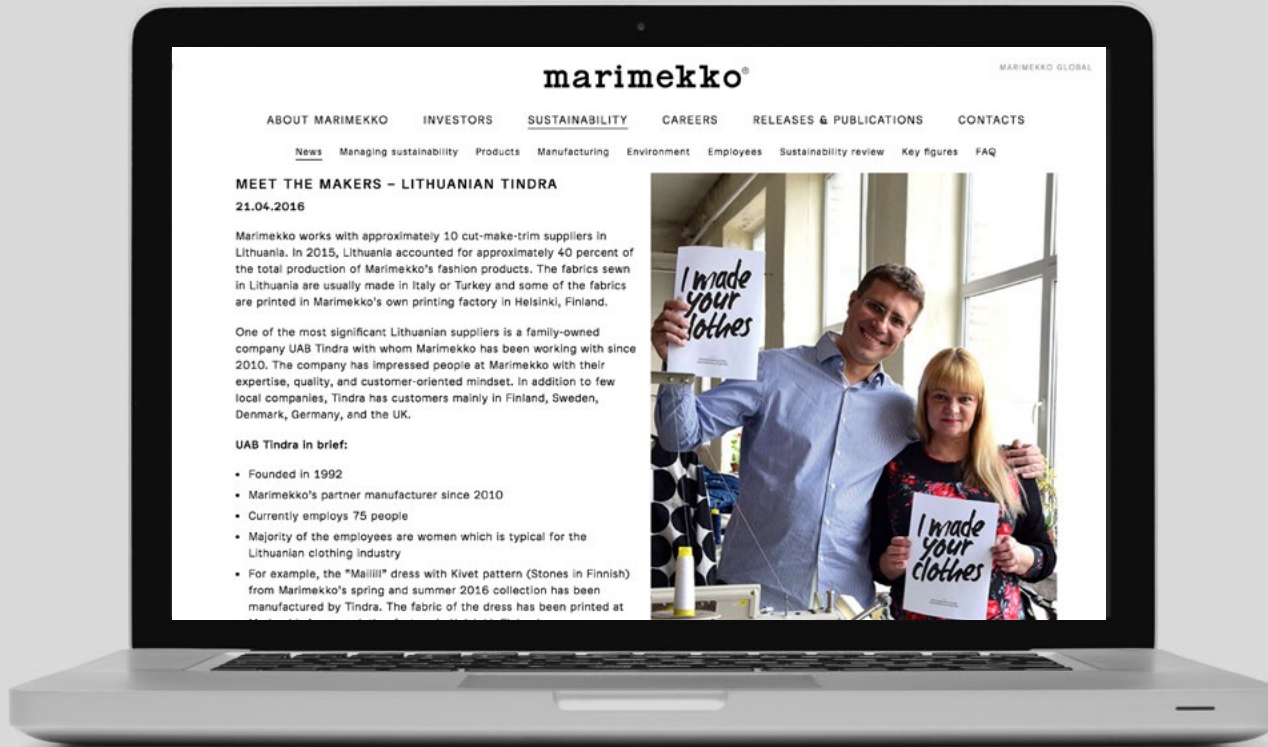 marimekko®
MARIMEKKO GLOBAL
ABOUT MARIMEKKO INVESTORS SUSTAINABILITY CAREERS RELEASES & PUBLICATIONS CONTACTS
News Managing sustainability Products Manufacturing Environment Employees Sustainability review Key figures FAQ
MEET THE MAKERS – LITHUANIAN TINDRA
21.04.2016
Marimekko works with approximately 10 cut-make-trim suppliers in
Lithuania. In 2015, Lithuania accounted for approximately 40 percent of
the total production of Marimekko's fashion products. The fabrics sewn
in Lithuania are usually made in Italy or Turkey and some of the fabrics
are printed in Marimekko's own printing factory in Helsinki, Finland.
One of the most significant Lithuanian suppliers is a family-owned
company UAB Tindra with whom Marimekko has been working with since
2010. The company has impressed people at Marimekko with their
expertise, quality, and customer-oriented mindset. In addition to few
local companies, Tindra has customers mainly in Finland, Sweden,
Denmark, Germany, and the UK.
UAB Tindra in brief:
• Founded in 1992
• Marimekko's partner manufacturer since 2010
• Currently employs 75 people
• Majority of the employees are women which is typical for the
Lithuanian clothing industry
• For example, the "Mailill" dress with Kivet pattern (Stones in Finnish)
from Marimekko's spring and summer 2016 collection has been
manufactured by Tindra. The fabric of the dress has been printed at
I made
your
clothes
I made
your
clothes